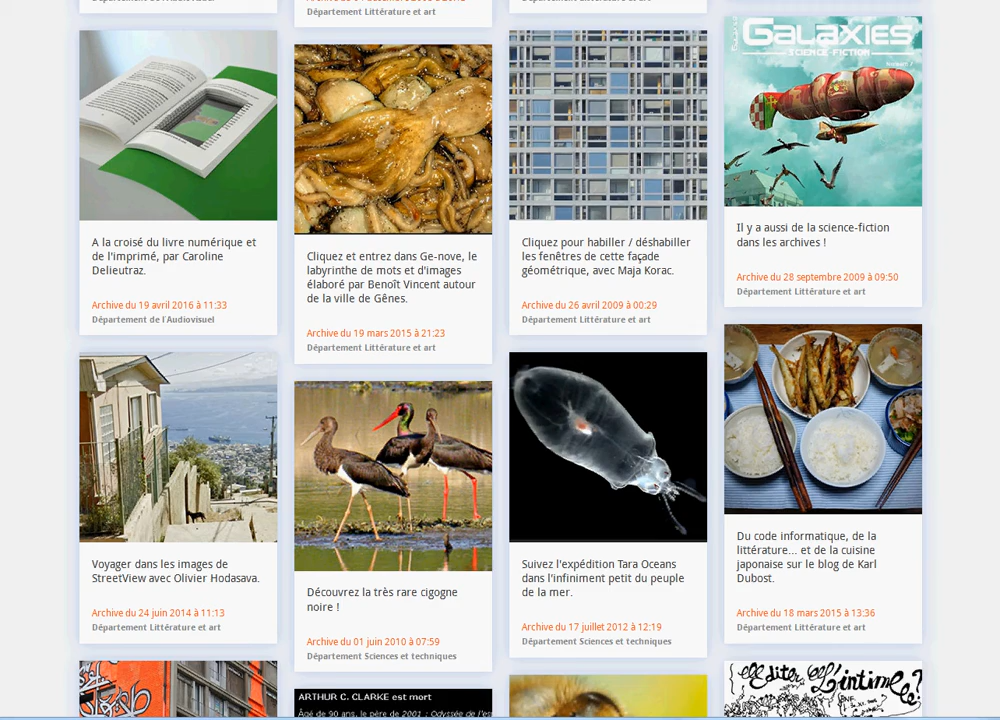 Département Littérature et art
A la croisé du livre numérique et
de l'imprimé, par Caroline
Delieutraz.
Archive du 19 avril 2016 à 11:33
Département de l'Audiovisuel
Voyager dans les images de
StreetView avec Olivier Hodasava.
Archive du 24 juin 2014 à 11:13
Département Littérature et art
Cliquez et entrez dans Ge-nove, le
labyrinthe de mots et d'images
élaboré par Benoît Vincent autour
de la ville de Gênes.
Archive du 19 mars 2015 à 21:23
Département Littérature et art
Découvrez la très rare cigogne
noire !
Archive du 01 juin 2010 à 07:59
Département Sciences et techniques
ARTHUR C. CLARKE est mort
Âgé de 90 ans, le père de 2001 : Odyssée de l'es
Département Littérature et art
Cliquez pour habiller / déshabiller
les fenêtres de cette façade
géométrique, avec Maja Korac.
Archive du 26 avril 2009 à 00:29
Département Littérature et art
Suivez l'expédition Tara Oceans
dans l'infiniment petit du peuple
de la mer.
Archive du 17 juillet 2012 à 12:19
Département Sciences et techniques
GALAXIES
SCIENCE-FICTION
Il y a aussi de la science-fiction
dans les archives !
Archive du 28 septembre 2009 à 09:50
Département Littérature et art
Du code informatique, de la
littérature... et de la cuisine
japonaise sur le blog de Karl
Dubost.
Archive du 18 mars 2015 à 13:36
Département Littérature et art
Editer l'intime ?